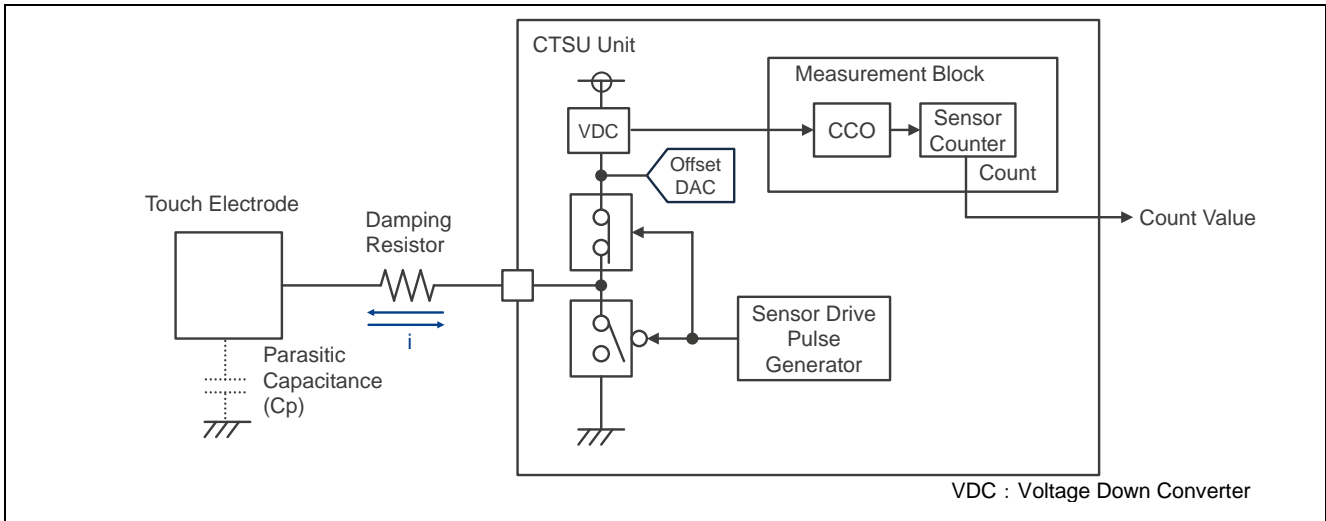 CTSU Unit
Measurement Block
VDC
CCO
Sensor
Counter
Offset
DAC
Count
Touch Electrode
Damping
Resistor
Count Value
i
Sensor Drive
Pulse
Generator
Parasitic
Capacitance
(Cp)
VDC : Voltage Down Converter